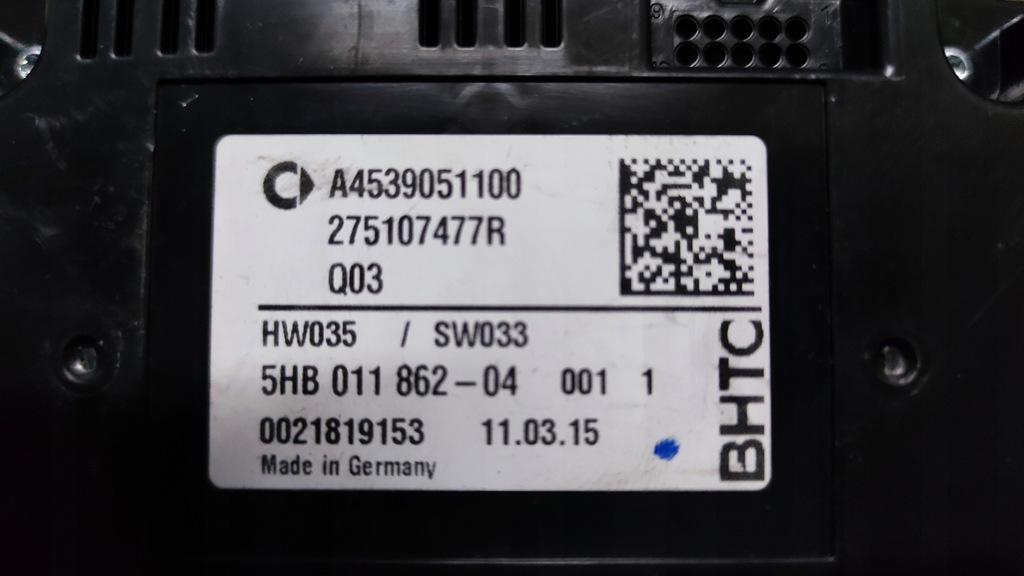 A4539051100
275107477R
Q03
HW035 / SW033
5HB 011 862-04 001 1
0021819153 11.03.15
Made in Germany
BHTC